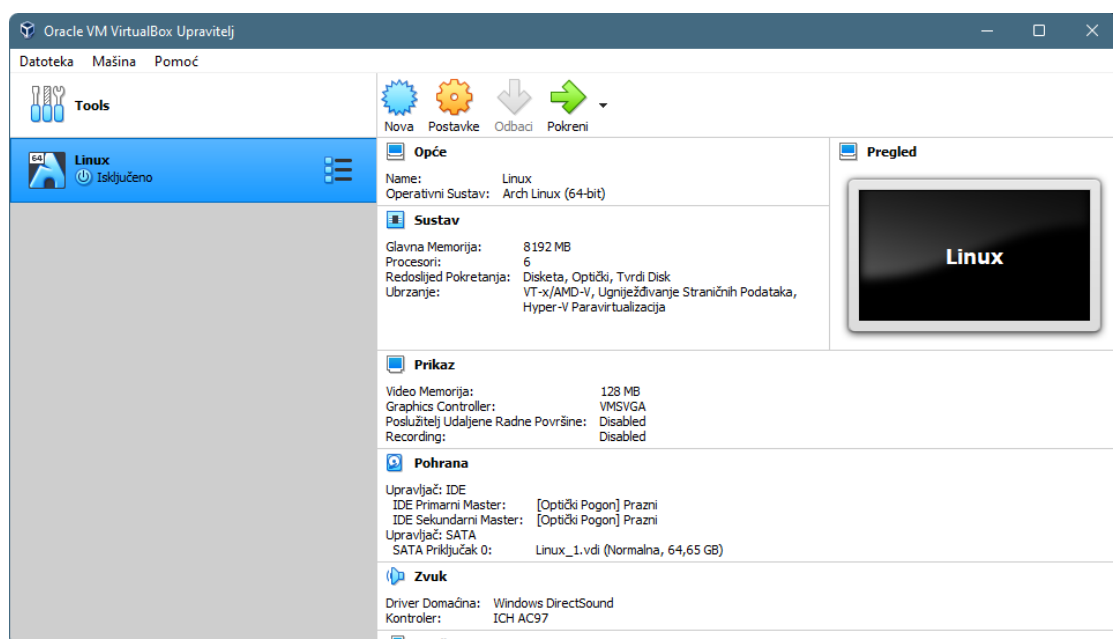 Oracle VM VirtualBox Upravitelj
Datoteka Mašina Pomoć
Tools
Nova Postavke Odbaci Pokreni
64
Linux
Isključeno
Opće
Name: Linux
Operativni Sustav: Arch Linux (64-bit)
Pregled
Linux
Sustav
Glavna Memorija: 8192 MB
Procesori: 6
Redoslijed Pokretanja: Disketa, Optički, Tvrdi Disk
Ubrzanje: VT-x/AMD-V, Ugniježđivanje Straničnih Podataka,
Hyper-V Paravirtualizacija
Prikaz
Video Memorija: 128 MB
Graphics Controller: VMSVGA
Poslužitelj Udaljene Radne Površine: Disabled
Recording: Disabled
Pohrana
Upravljač: IDE
IDE Primarni Master: [Optički Pogon] Prazni
IDE Sekundarni Master: [Optički Pogon] Prazni
Upravljač: SATA
SATA Priključak 0: Linux_1.vdi (Normalna, 64,65 GB)
Zvuk
Driver Domaćina: Windows DirectSound
Kontroler: ICH AC97